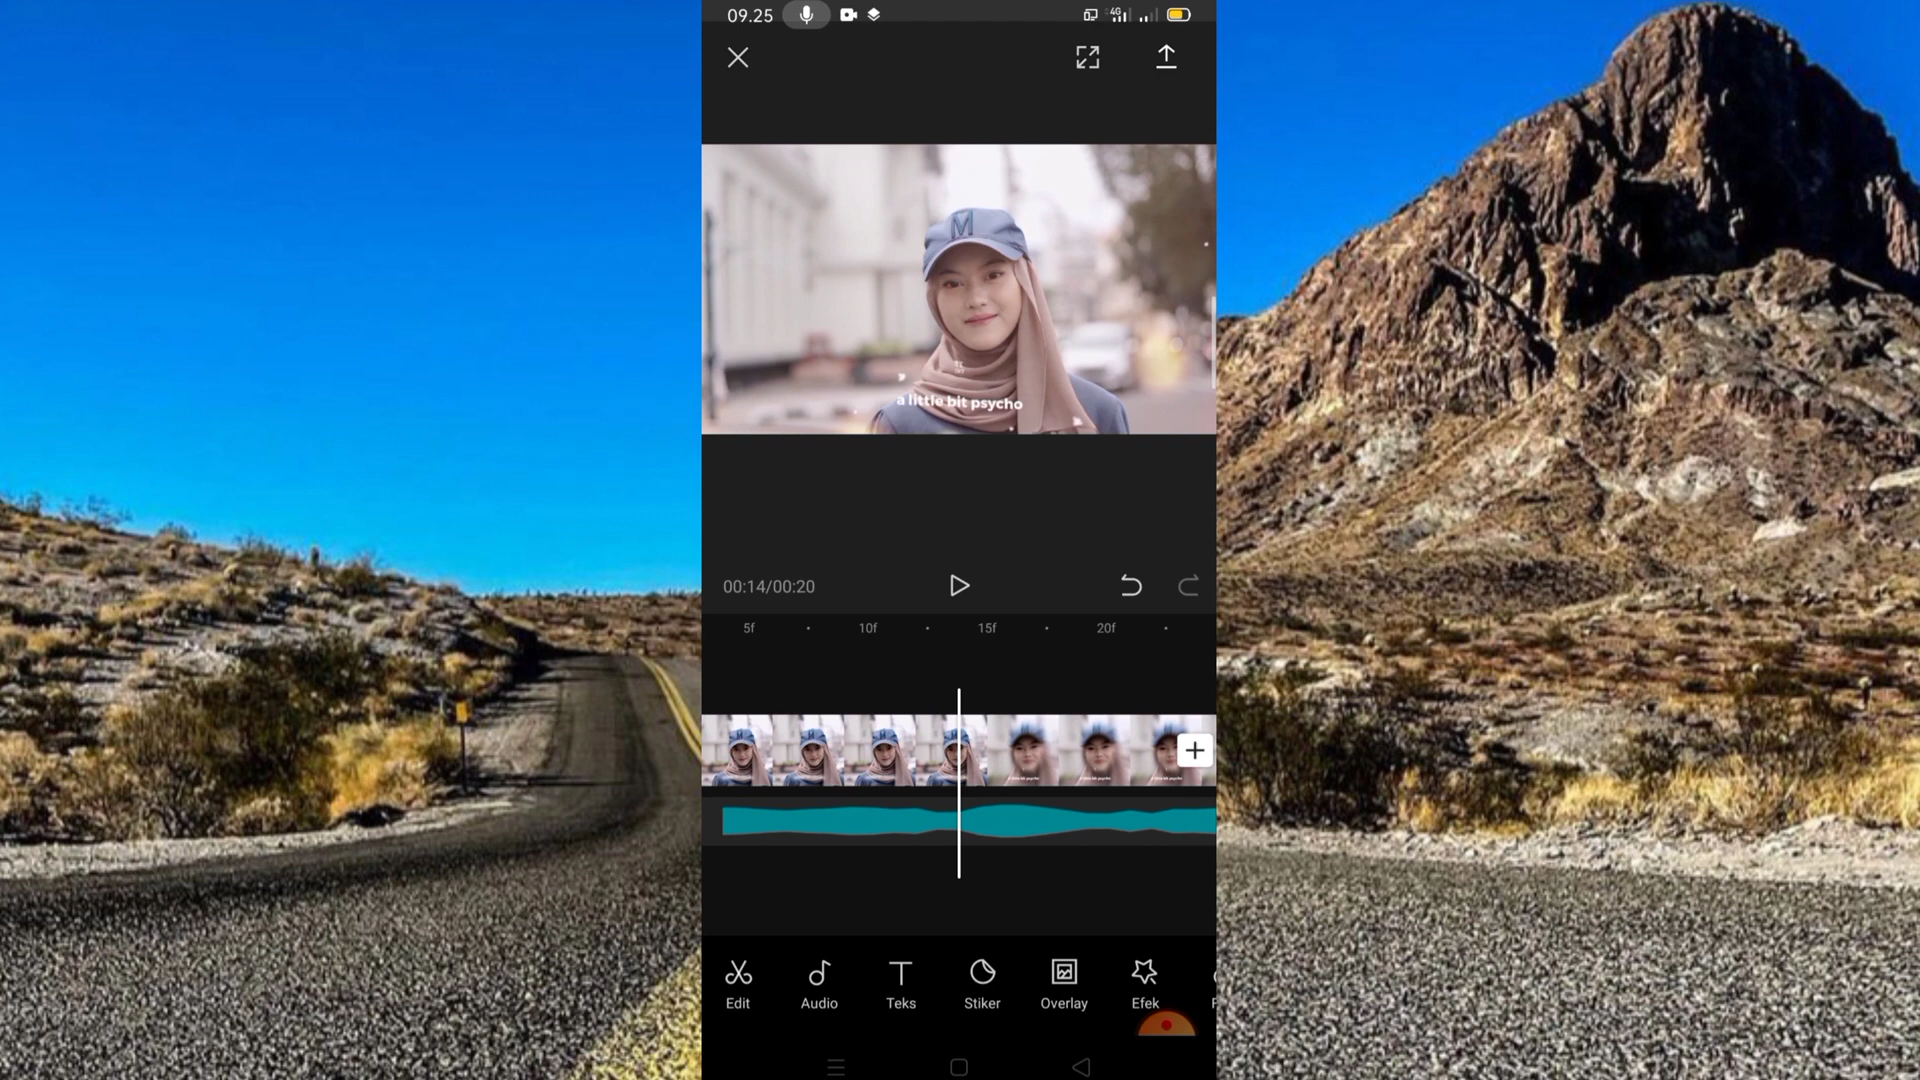 09.25
4G
M
a little bit psycho
00:14/00:20
5f 10f 15f 20f
Edit Audio Teks Stiker Overlay Efek